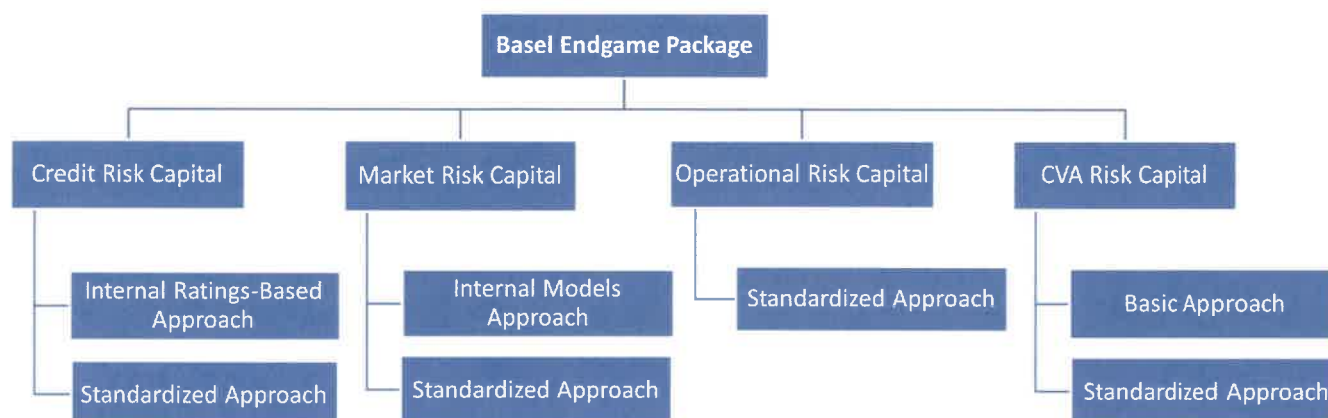 Basel Endgame Package
Credit Risk Capital
Market Risk Capital
Operational Risk Capital
CVA Risk Capital
Internal Ratings-Based
Approach
Standardized Approach
Internal Models
Approach
Standardized Approach
Standardized Approach
Basic Approach
Standardized Approach